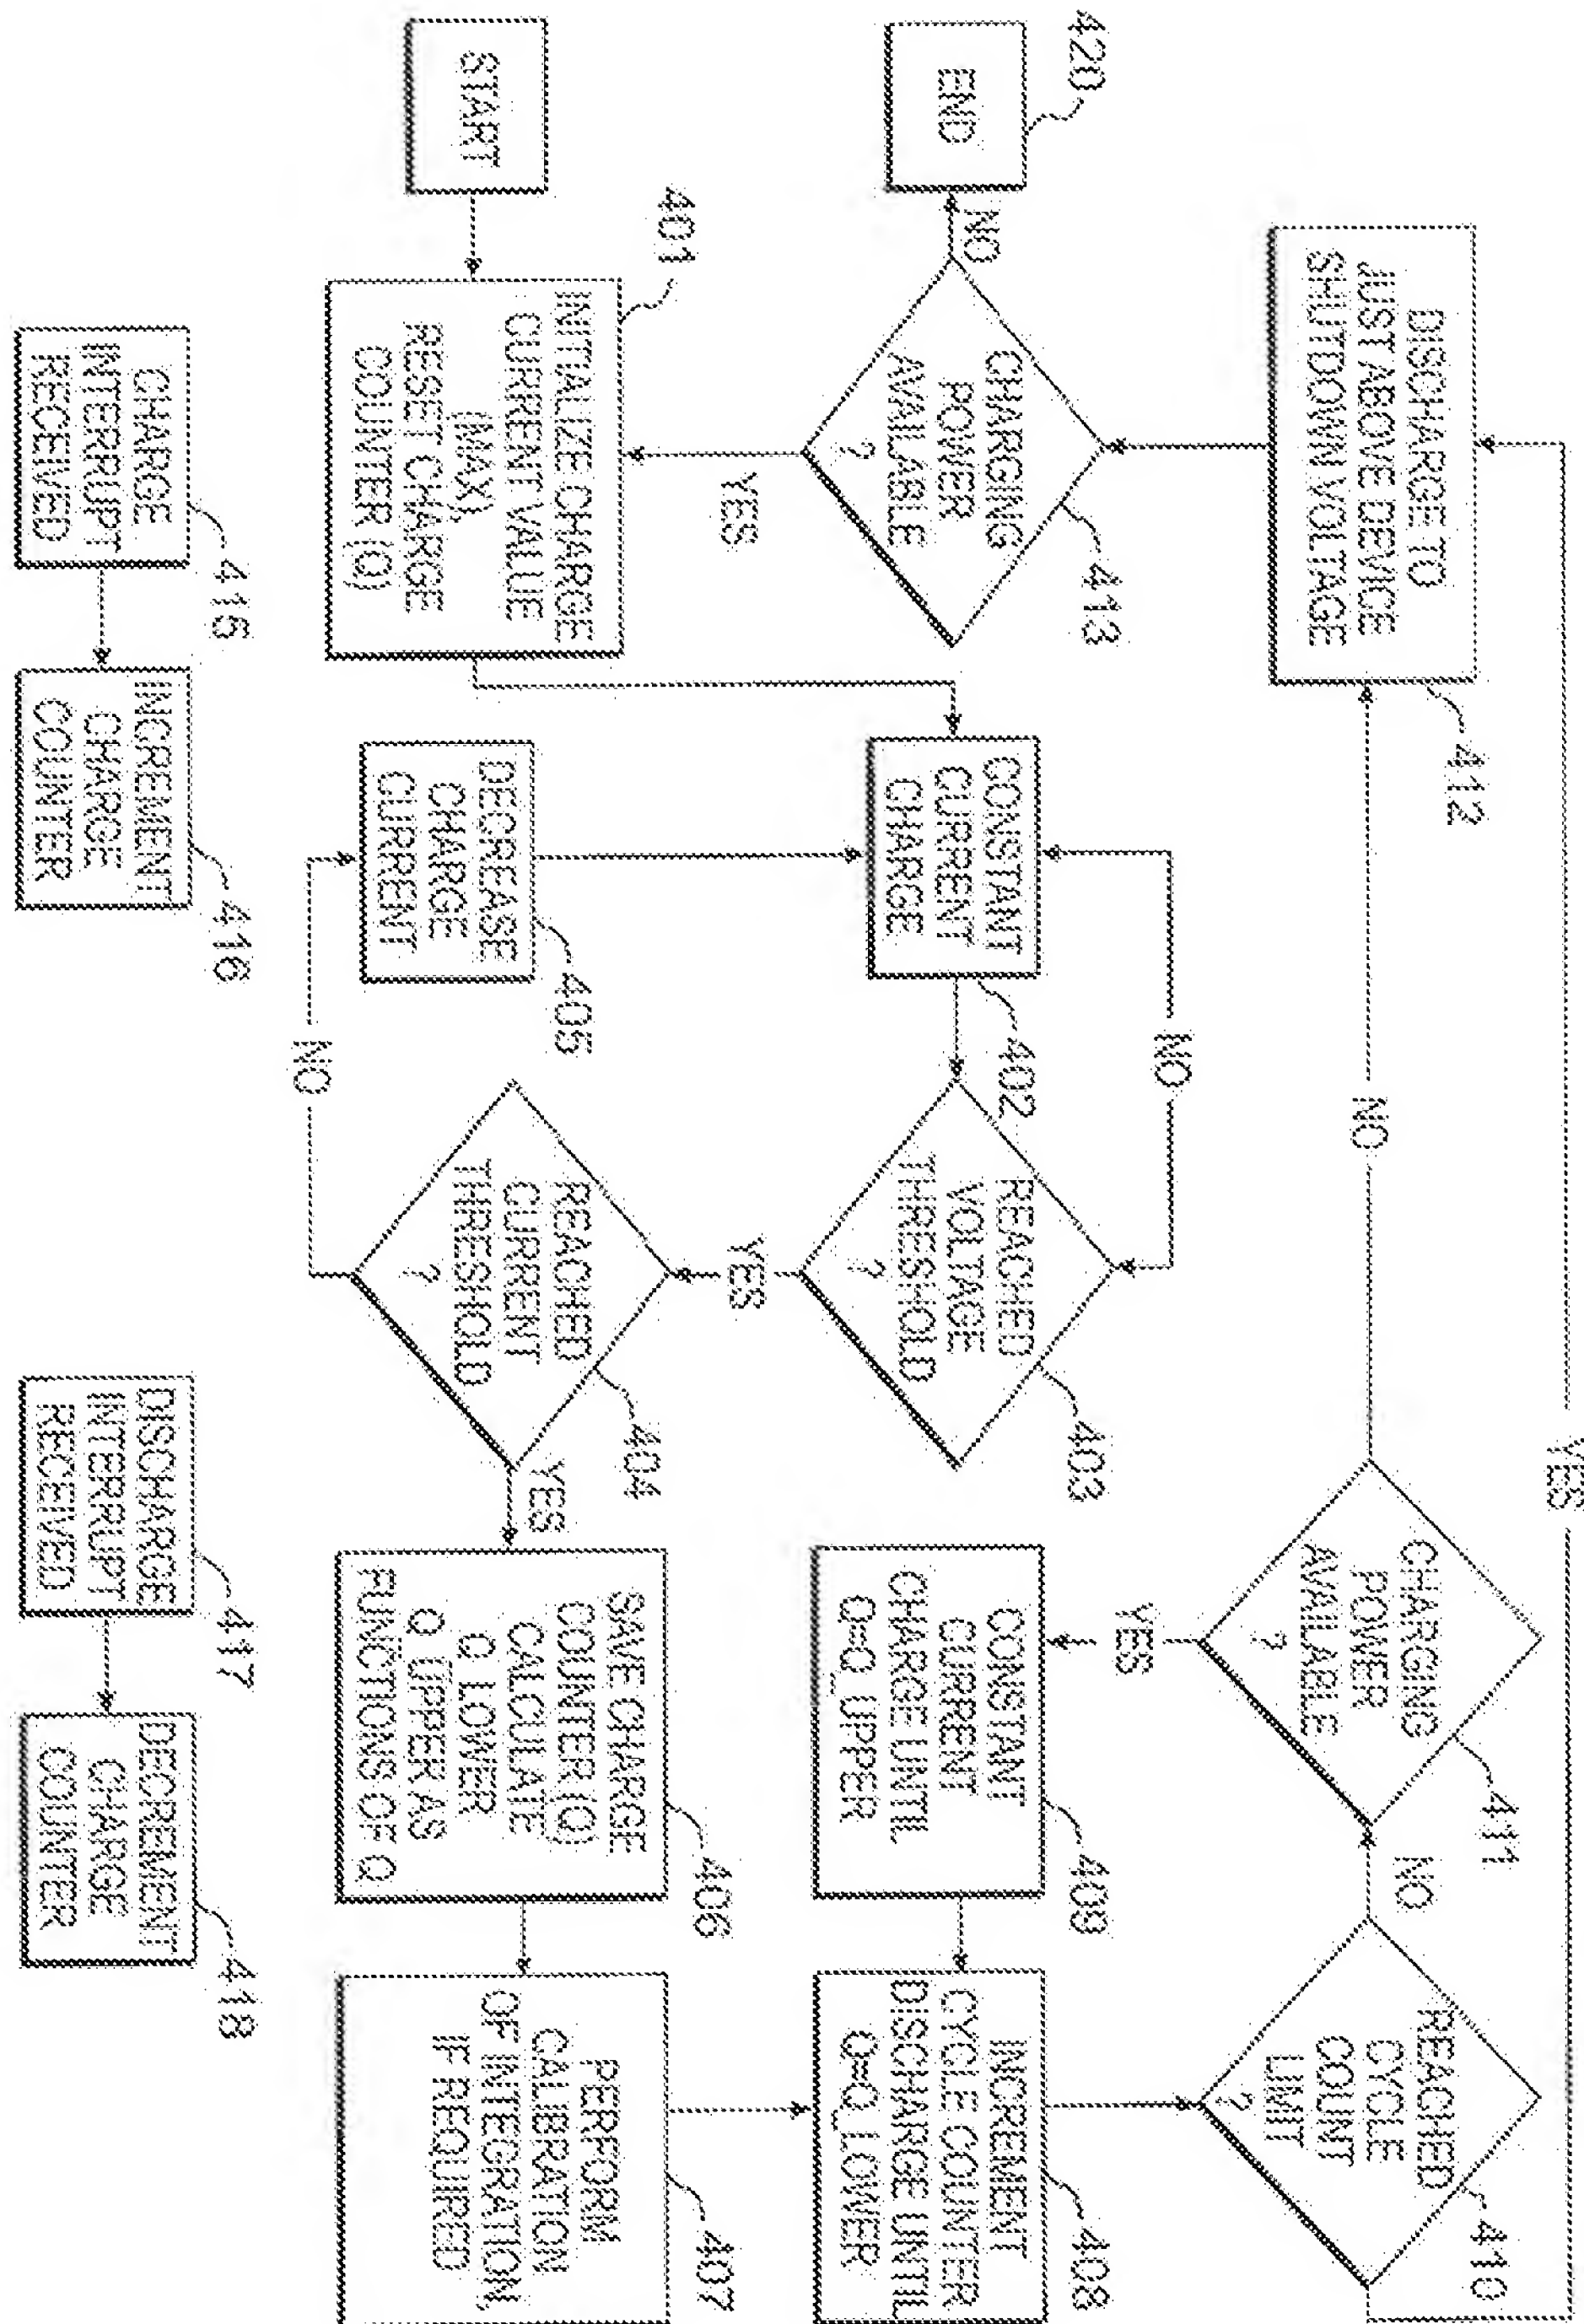 START
401
INITIALIZE CHARGE
CURRENT VALUE
(MAX),
RESET CHARGE
COUNTER (Q)
CONSTANT
CURRENT
CHARGE
402
REACHED
VOLTAGE
THRESHOLD
?
403
NO
YES
REACHED
CURRENT
THRESHOLD
?
404
NO
DECREASE
CHARGE
CURRENT
405
YES
SAVE CHARGE
COUNTER (Q)
CALCULATE
Q_LOWER
Q_UPPER AS
FUNCTIONS OF Q
406
PERFORM
CALIBRATION
OF INTEGRATION,
IF REQUIRED
407
INCREMENT
CYCLE COUNTER
DISCHARGE UNTIL
Q=Q_LOWER
408
CONSTANT
CURRENT
CHARGE UNTIL
Q=Q_UPPER
409
REACHED
CYCLE
COUNT
LIMIT
?
410
NO
YES
CHARGING
POWER
AVAILABLE
?
411
YES
NO
DISCHARGE TO
JUST ABOVE DEVICE
SHUTDOWN VOLTAGE
412
CHARGING
POWER
AVAILABLE
?
413
YES
NO
END
420
CHARGE
INTERRUPT
RECEIVED
415
INCREMENT
CHARGE
COUNTER
416
DISCHARGE
INTERRUPT
RECEIVED
417
DECREMENT
CHARGE
COUNTER
418